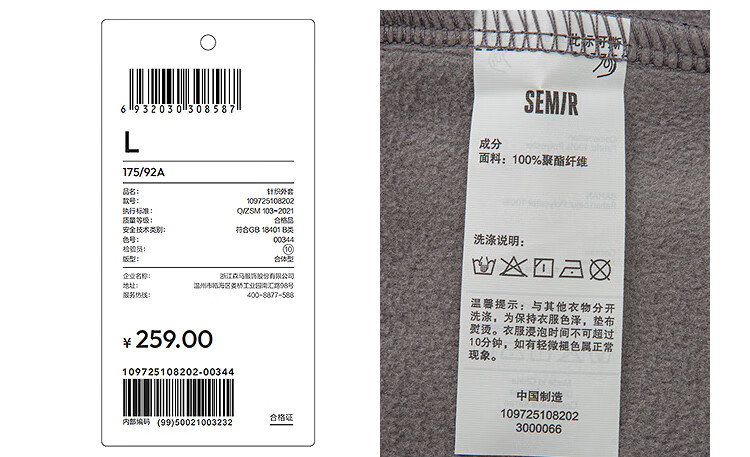 6 932030 308587
L
175/92A
品名: 针织外套
款号: 109725108202
执行标准: Q/ZSM 103-2021
质量等级: 合格品
安全技术类别: 符合GB 18401 B类
色号: 00344
检验员: 10
版型: 合体型
企业名称: 浙江森马服饰股份有限公司
地址: 温州市瓯海区娄桥工业园南汇路98号
服务热线: 400-8877-588
¥ 259.00
109725108202-00344
内部编码 (99)50021003232
合格证
此标可撕
SEMIR
成分
面料: 100%聚酯纤维
洗涤说明:
温馨提示: 与其他衣物分开
洗涤, 为保持衣服色泽, 垫布
熨烫。衣服浸泡时间不可超过
10分钟, 如有轻微褪色属正常
现象。
中国制造
109725108202
3000066